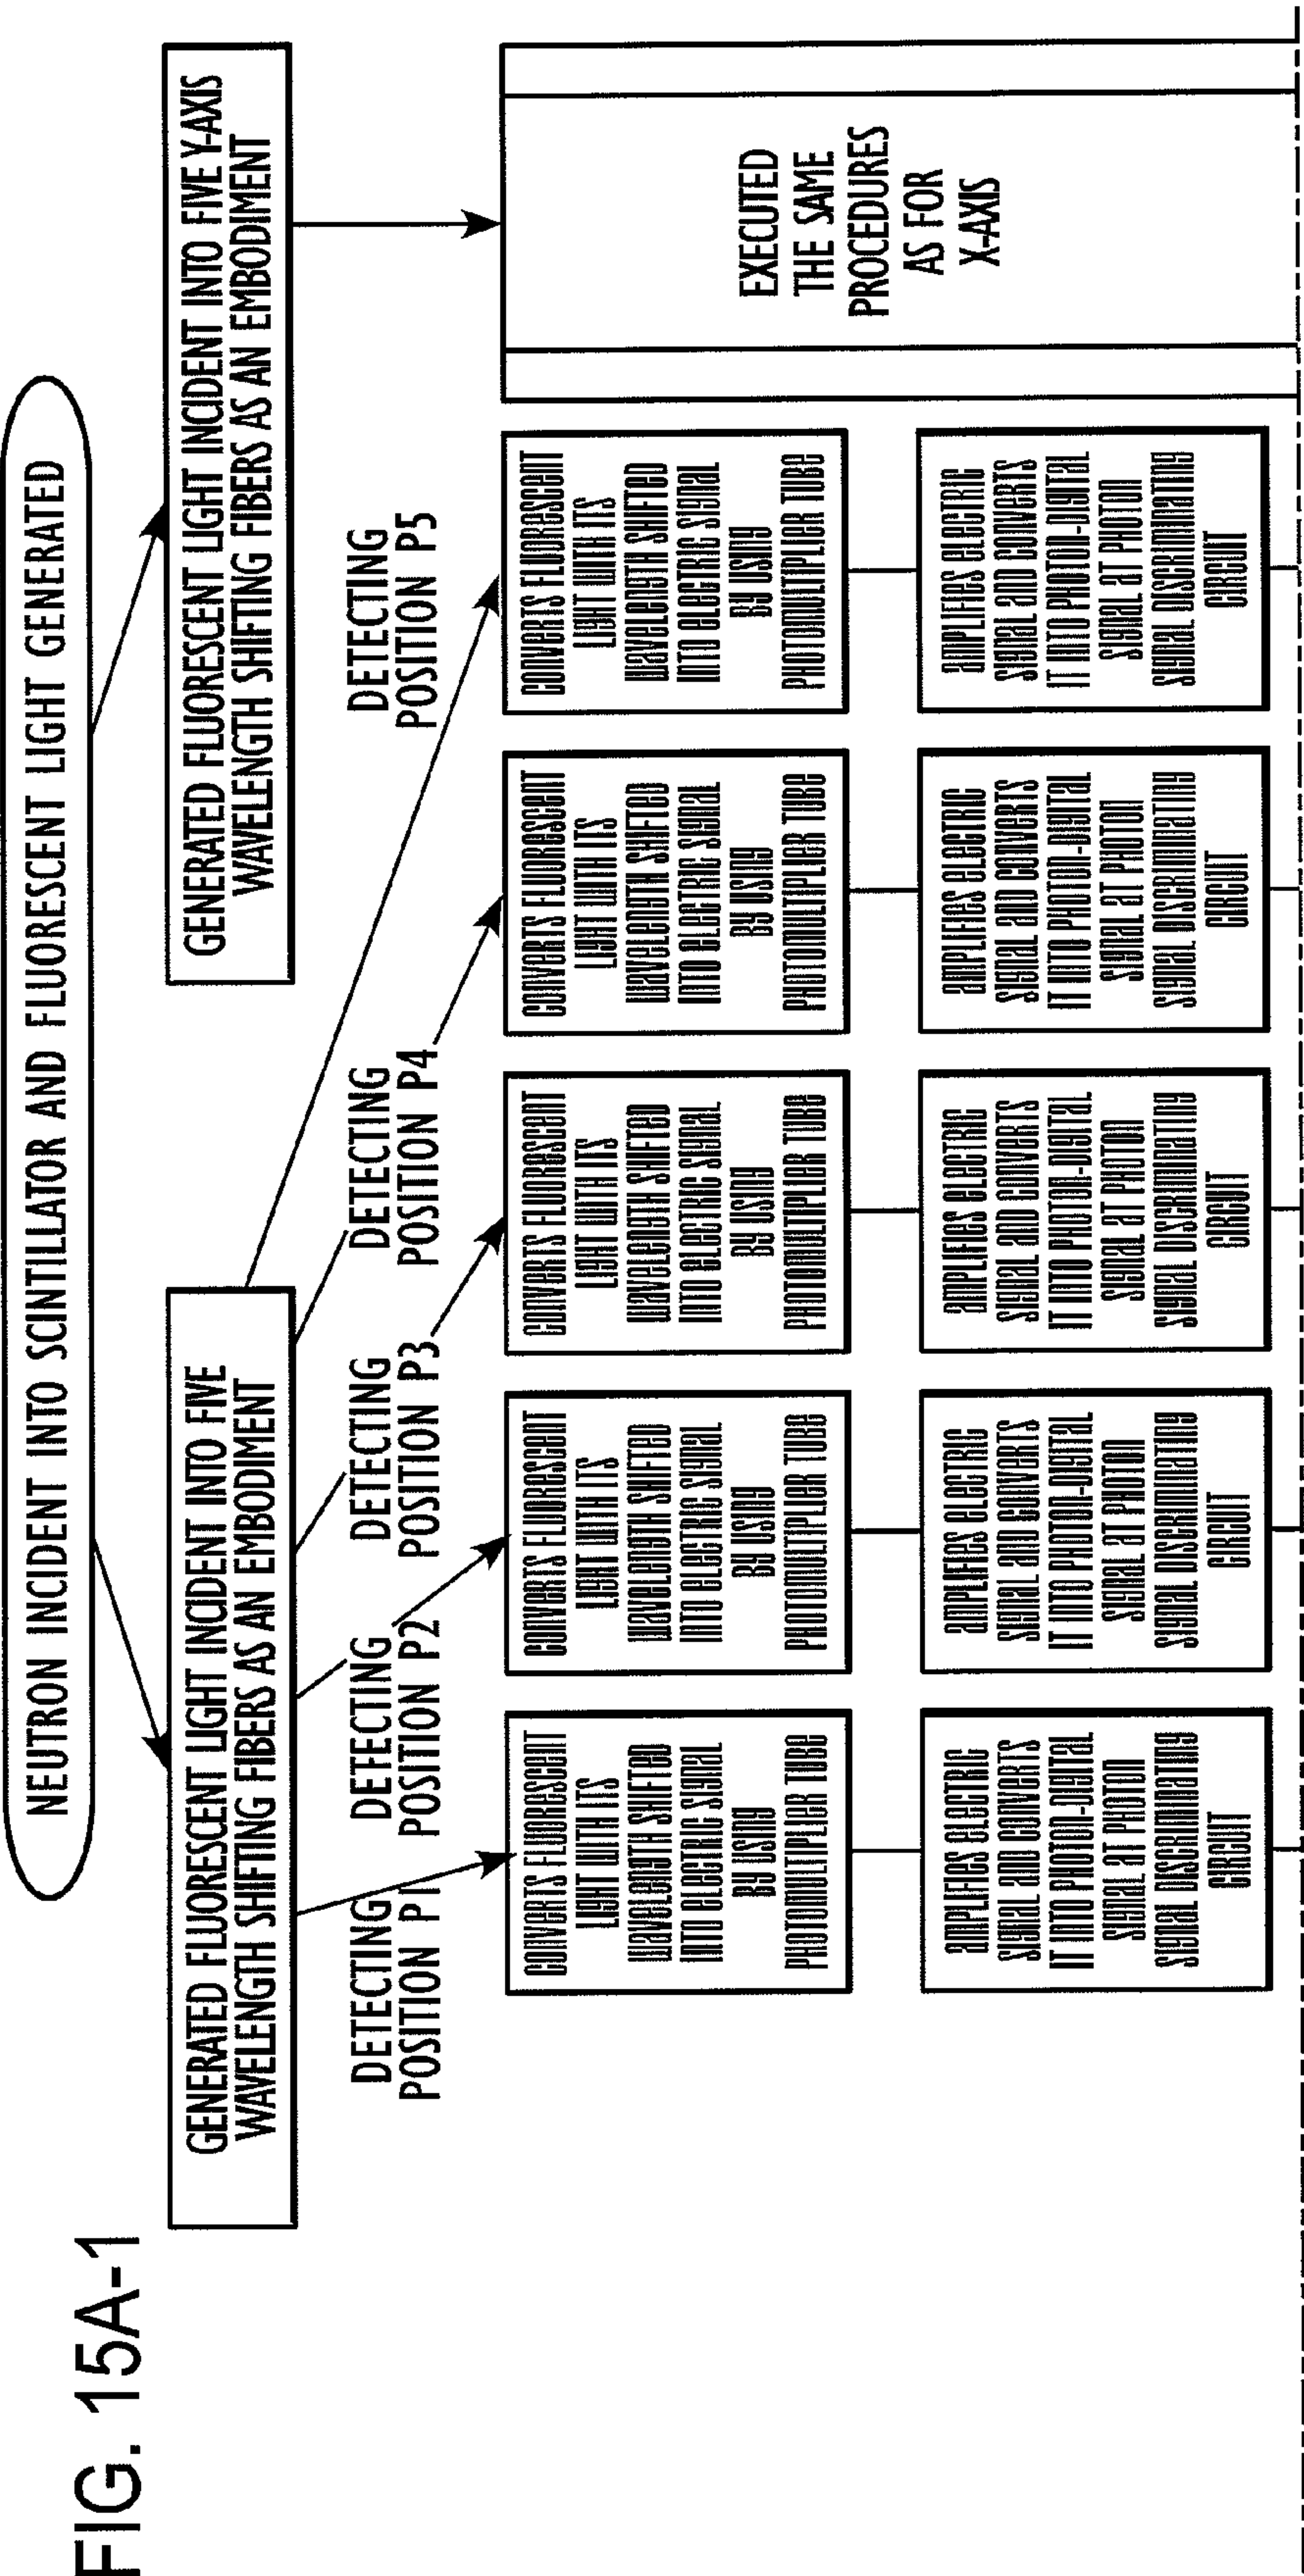 FIG. 15A-1
NEUTRON INCIDENT INTO SCINTILLATOR AND FLUORESCENT LIGHT GENERATED
GENERATED FLUORESCENT LIGHT INCIDENT INTO FIVE
WAVELENGTH SHIFTING FIBERS AS AN EMBODIMENT
GENERATED FLUORESCENT LIGHT INCIDENT INTO FIVE Y-AXIS
WAVELENGTH SHIFTING FIBERS AS AN EMBODIMENT
DETECTING
POSITION P1
DEFECTING
POSITION P2
DETECTING
POSITION P3
DETECTING
POSITION P4
DETECTING
POSITION P5
CONVERTS FLUORESCENT
LIGHT WITH ITS
WAVELENGTH SHIFTED
INTO ELECTRIC SIGNAL
BY USING
PHOTOMULTIPLIER TUBE
CONVERTS FLUORESCENT
LIGHT WITH ITS
WAVELENGTH SHIFTED
INTO ELECTRIC SIGNAL
BY USING
PHOTOMULTIPLIER TUBE
CONVERTS FLUORESCENT
LIGHT WITH ITS
WAVELENGTH SHIFTED
INTO ELECTRIC SIGNAL
BY USING
PHOTOMULTIPLIER TUBE
CONVERTS FLUORESCENT
LIGHT WITH ITS
WAVELENGTH SHIFTED
INTO ELECTRIC SIGNAL
BY USING
PHOTOMULTIPLIER TUBE
CONVERTS FLUORESCENT
LIGHT WITH ITS
WAVELENGTH SHIFTED
INTO ELECTRIC SIGNAL
BY USING
PHOTOMULTIPLIER TUBE
EXECUTED
THE SAME
PROCEDURES
AS FOR
X-AXIS
AMPLIFIES ELECTRIC
SIGNAL AND CONVERTS
IT INTO PHOTON-DIGITAL
SIGNAL AT PHOTON
SIGNAL DISCRIMINATING
CIRCUIT
AMPLIFIES ELECTRIC
SIGNAL AND CONVERTS
IT INTO PHOTON-DIGITAL
SIGNAL AT PHOTON
SIGNAL DISCRIMINATING
CIRCUIT
AMPLIFIES ELECTRIC
SIGNAL AND CONVERTS
IT INTO PHOTON-DIGITAL
SIGNAL AT PHOTON
SIGNAL DISCRIMINATING
CIRCUIT
AMPLIFIES ELECTRIC
SIGNAL AND CONVERTS
IT INTO PHOTON-DIGITAL
SIGNAL AT PHOTON
SIGNAL DISCRIMINATING
CIRCUIT
AMPLIFIES ELECTRIC
SIGNAL AND CONVERTS
IT INTO PHOTON-DIGITAL
SIGNAL AT PHOTON
SIGNAL DISCRIMINATING
CIRCUIT